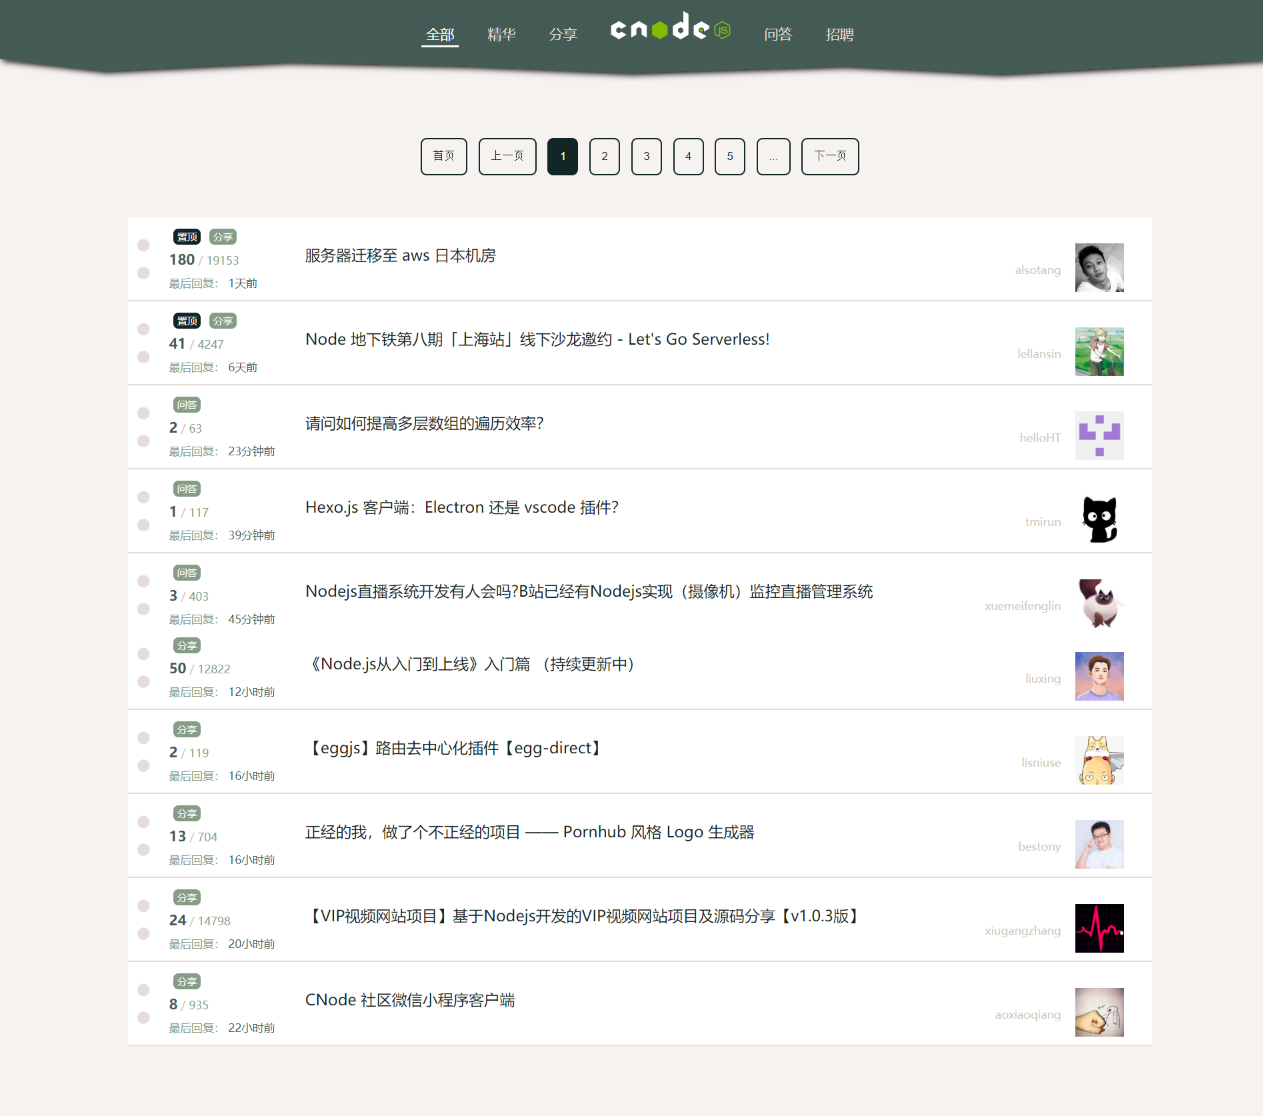 全部 精华 分享 cnode JS 问答 招聘
首页 上一页 1 2 3 4 5 ... 下一页
置顶 分享
180 / 19153
最后回复： 1天前
服务器迁移至 aws 日本机房
alsotang
置顶 分享
41 / 4247
最后回复： 6天前
Node 地下铁第八期「上海站」线下沙龙邀约 - Let's Go Serverless!
lellansin
问答
2 / 63
最后回复： 23分钟前
请问如何提高多层数组的遍历效率？
helloHT
问答
1 / 117
最后回复： 39分钟前
Hexo.js 客户端：Electron 还是 vscode 插件？
tmirun
问答
3 / 403
最后回复： 45分钟前
Nodejs直播系统开发有人会吗?B站已经有Nodejs实现（摄像机）监控直播管理系统
xuemeifenglin
分享
50 / 12822
最后回复： 12小时前
《Node.js从入门到上线》入门篇 （持续更新中）
liuxing
分享
2 / 119
最后回复： 16小时前
【eggjs】路由去中心化插件【egg-direct】
lisniuse
分享
13 / 704
最后回复： 16小时前
正经的我，做了个不正经的项目 —— Pornhub 风格 Logo 生成器
bestony
分享
24 / 14798
最后回复： 20小时前
【VIP视频网站项目】基于Nodejs开发的VIP视频网站项目及源码分享【v1.0.3版】
xiugangzhang
分享
8 / 935
最后回复： 22小时前
CNode 社区微信小程序客户端
aoxiaoqiang